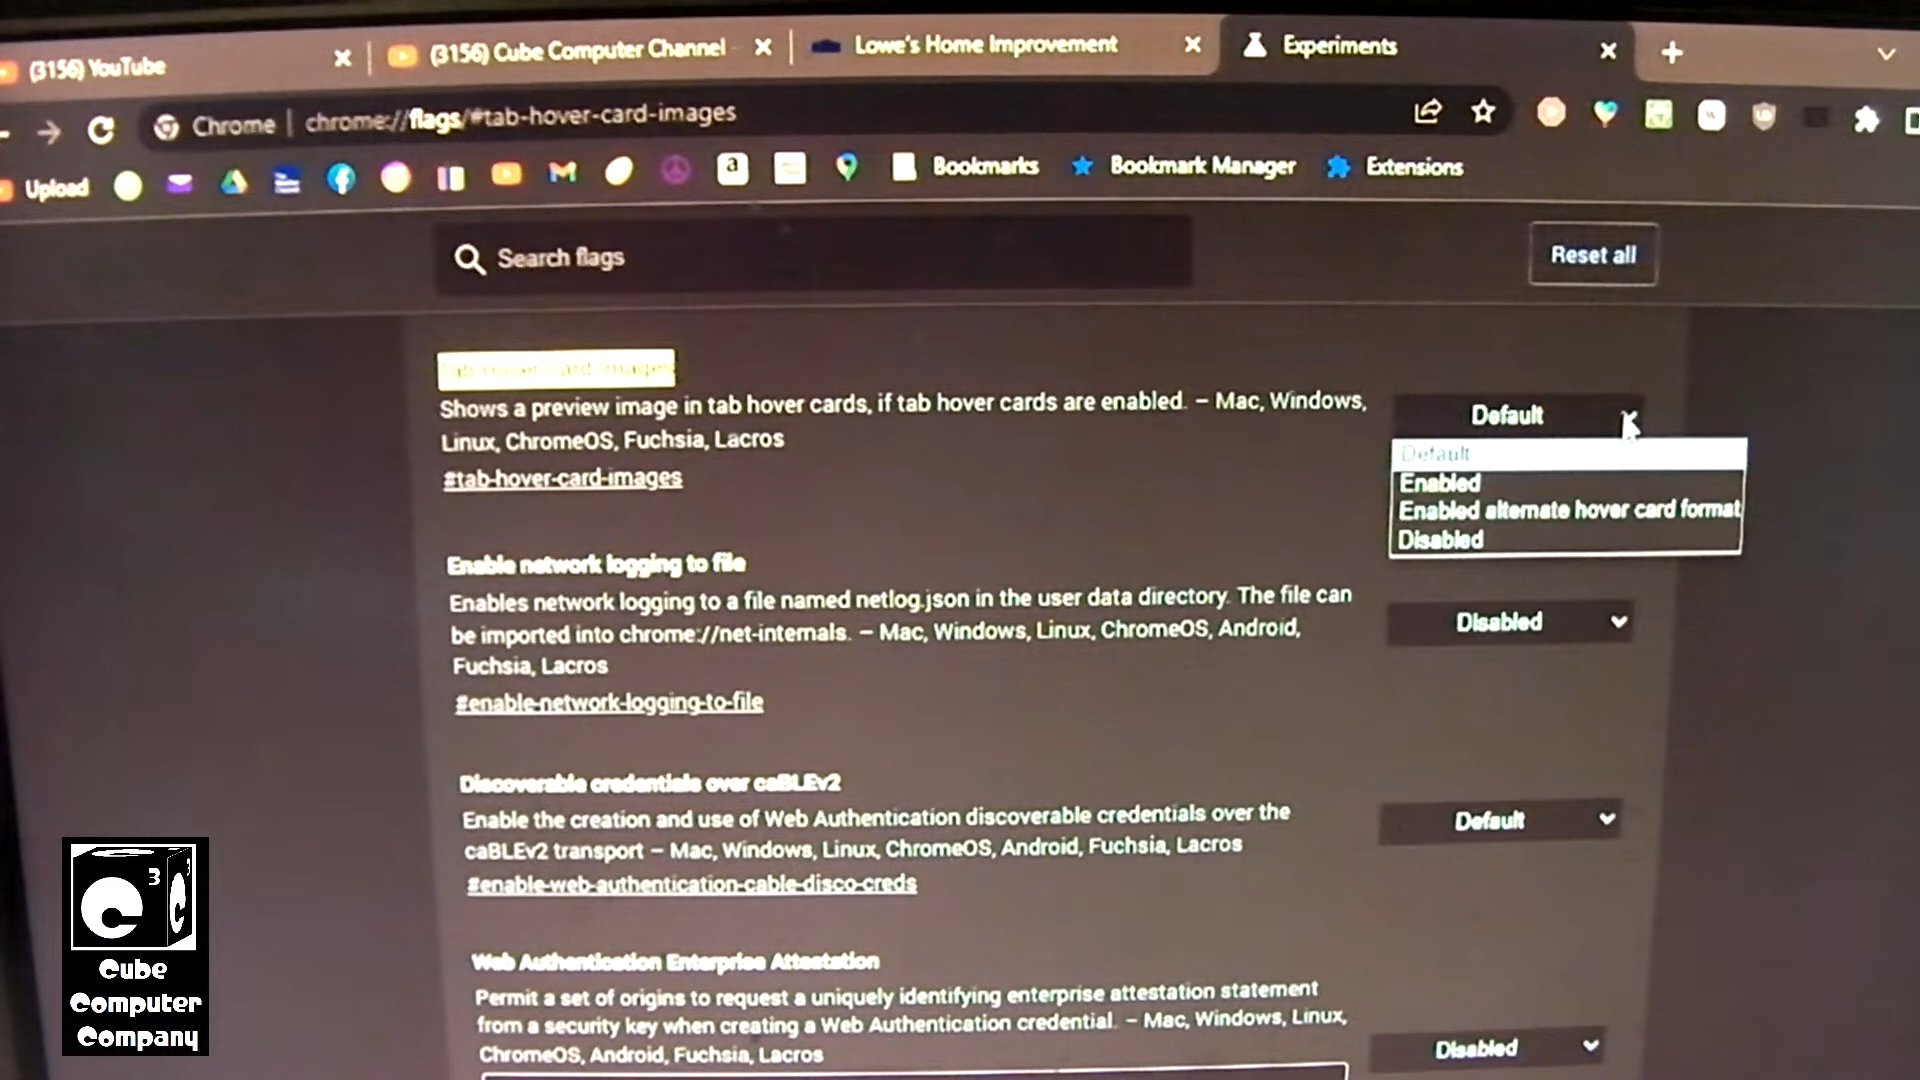 (3156) YouTube
(3156) Cube Computer Channel
Lowe's Home Improvement
Experiments
Chrome | chrome://flags/#tab-hover-card-images
Upload
a
Bookmarks
Bookmark Manager
Extensions
Search flags
Reset all
Tab Hover Card Images
Shows a preview image in tab hover cards, if tab hover cards are enabled. – Mac, Windows,
Linux, ChromeOS, Fuchsia, Lacros
#tab-hover-card-images
Default
Default
Enabled
Enabled alternate hover card format
Disabled
Enable network logging to file
Enables network logging to a file named netlog.json in the user data directory. The file can
be imported into chrome://net-internals. – Mac, Windows, Linux, ChromeOS, Android,
Fuchsia, Lacros
#enable-network-logging-to-file
Disabled
Discoverable credentials over caBLEv2
Enable the creation and use of Web Authentication discoverable credentials over the
caBLEv2 transport – Mac, Windows, Linux, ChromeOS, Android, Fuchsia, Lacros
#enable-web-authentication-cable-disco-creds
Default
Web Authentication Enterprise Attestation
Permit a set of origins to request a uniquely identifying enterprise attestation statement
from a security key when creating a Web Authentication credential. – Mac, Windows, Linux,
ChromeOS, Android, Fuchsia, Lacros
Disabled
C 3 C 3
Cube
Computer
Company